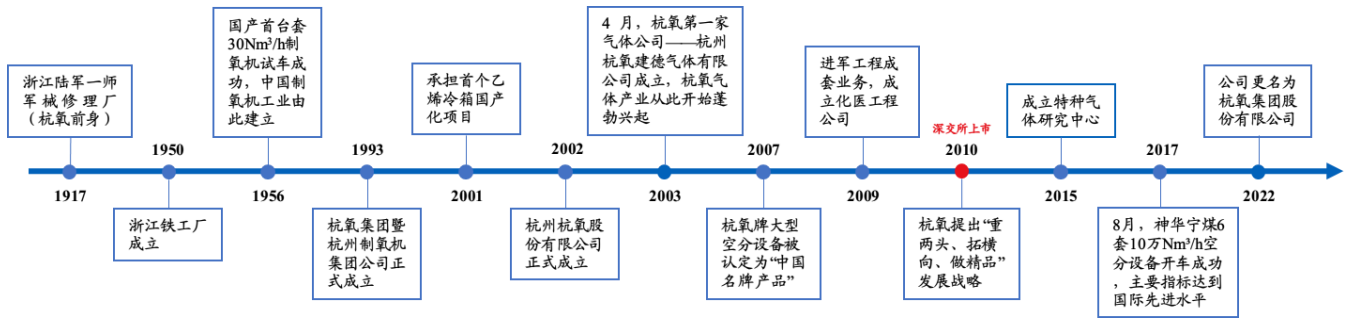 浙江陆军一师
军械修理厂
（杭氧前身）
1917
1950
浙江铁工厂
成立
国产首台套
30Nm³/h制
氧机试车成
功，中国制
氧机工业由
此建立
1956
1993
杭氧集团暨
杭州制氧机
集团公司正
式成立
承担首个乙
烯冷箱国产
化项目
2001
2002
杭州杭氧股
份有限公司
正式成立
4 月，杭氧第一家
气体公司——杭州
杭氧建德气体有限
公司成立，杭氧气
体产业从此开始蓬
勃兴起
2003
2007
杭氧牌大型
空分设备被
认定为“中国
名牌产品”
进军工程成
套业务，成
立化医工程
公司
2009
深交所上市
2010
杭氧提出“重
两头、拓横
向、做精品”
发展战略
成立特种气
体研究中心
2015
2017
8月，神华宁煤6
套10万Nm³/h空
分设备开车成功
，主要指标达到
国际先进水平
公司更名为
杭氧集团股
份有限公司
2022